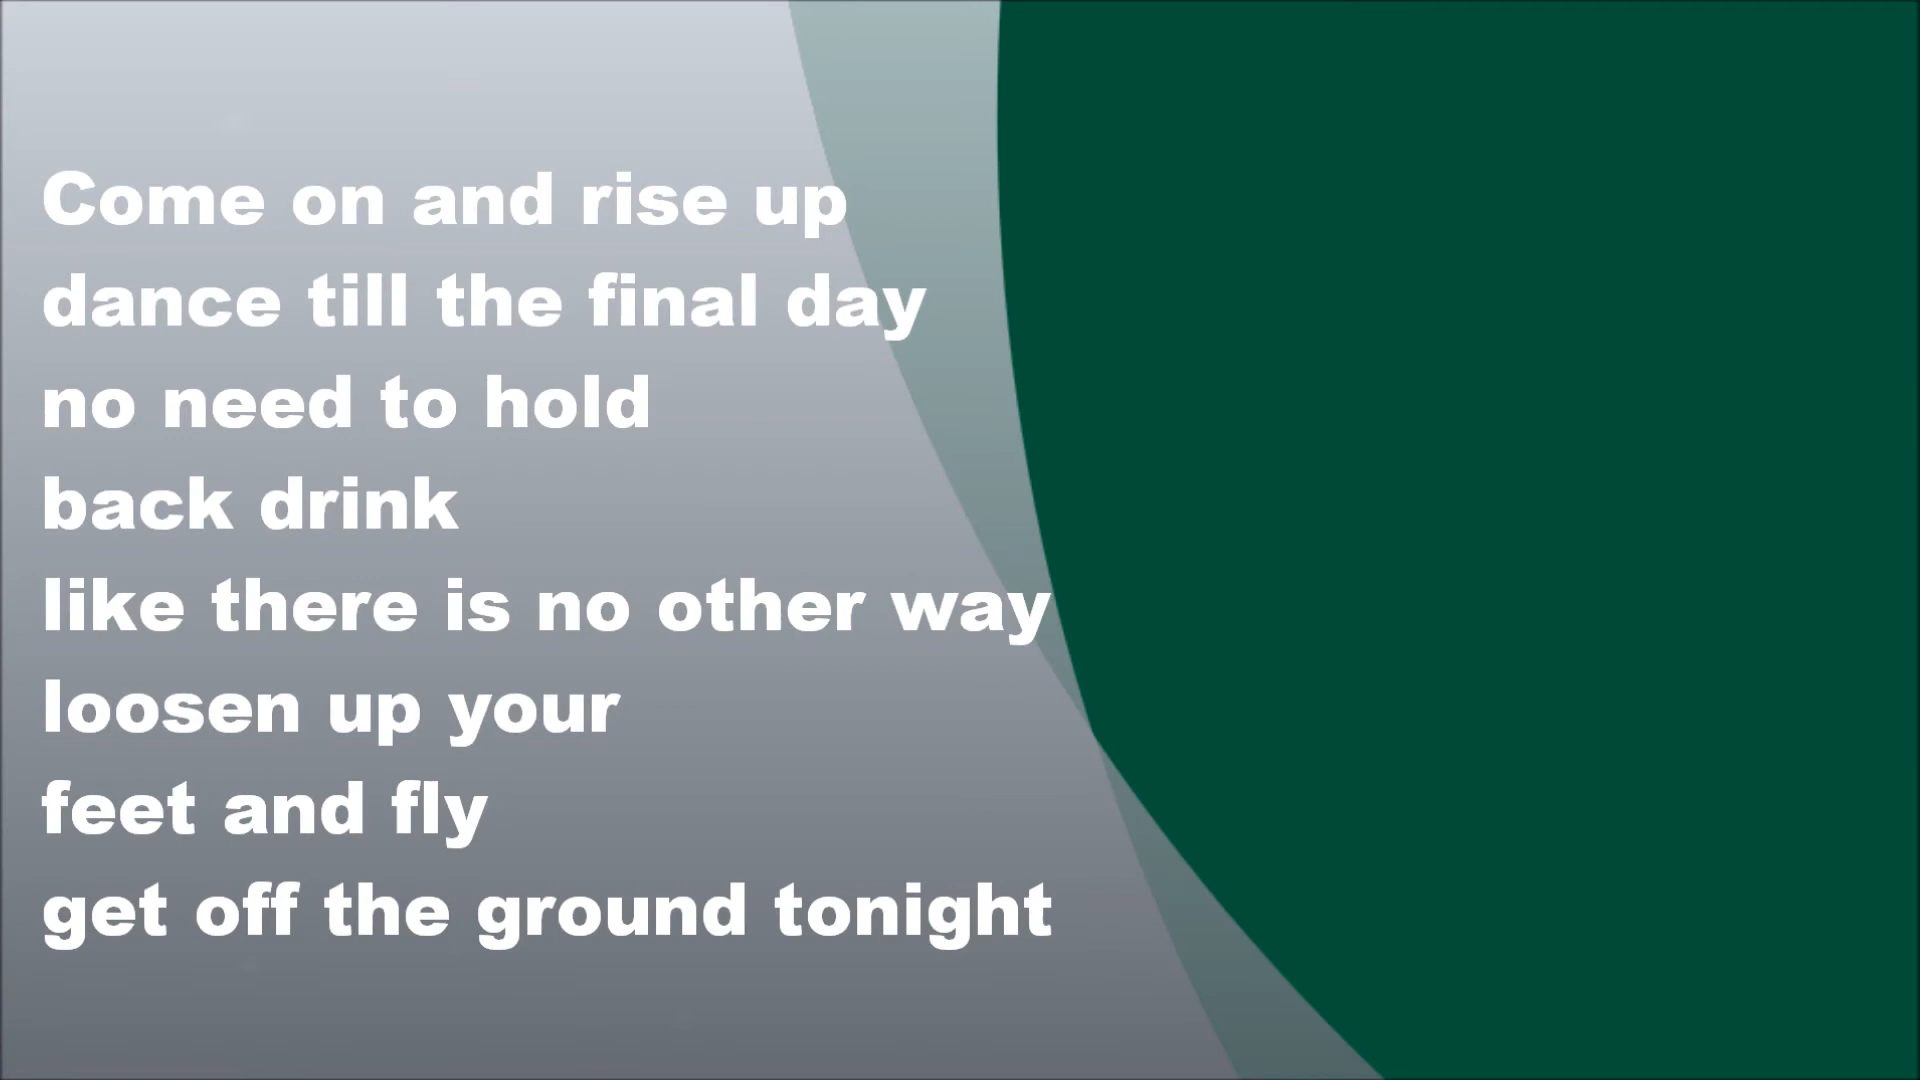 Come on and rise up
dance till the final day
no need to hold
back drink
like there is no other way
loosen up your
feet and fly
get off the ground tonight